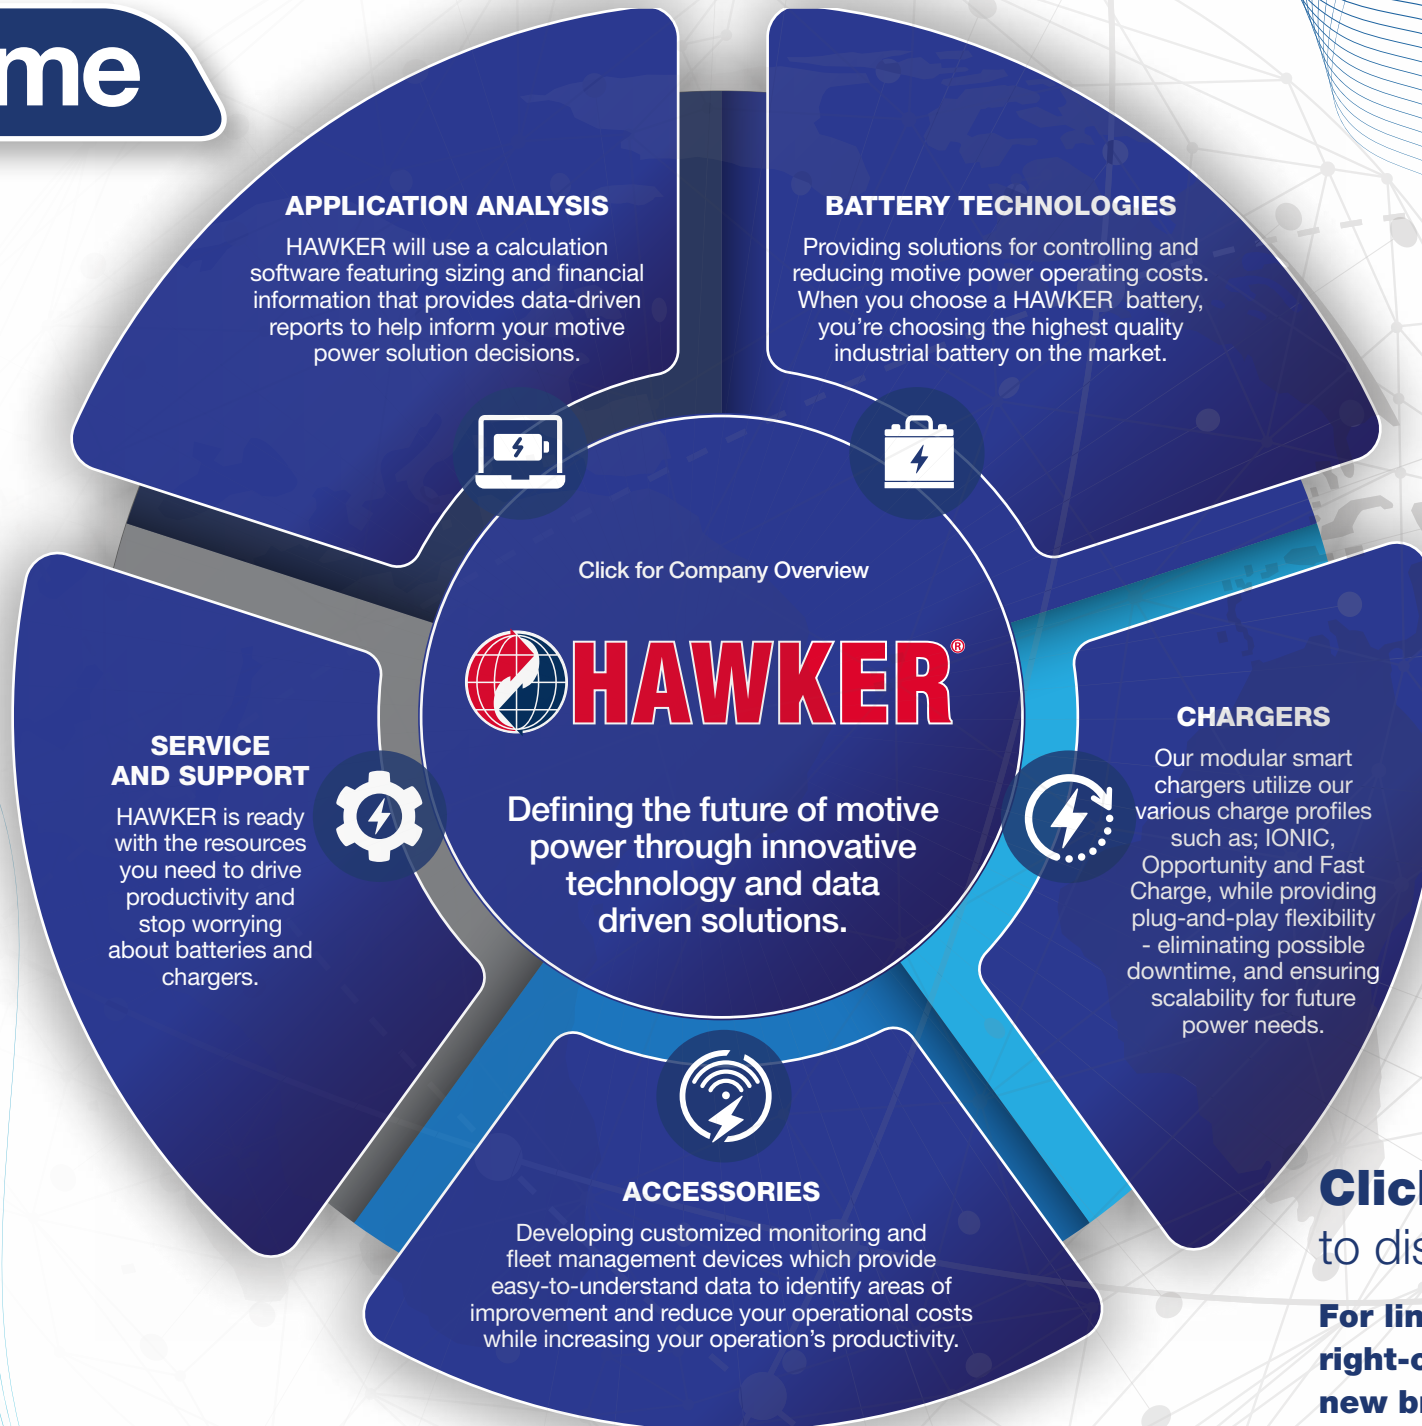 APPLICATION ANALYSIS
HAWKER will use a calculation
software featuring sizing and financial
information that provides data-driven
reports to help inform your motive
power solution decisions.
BATTERY TECHNOLOGIES
Providing solutions for controlling and
reducing motive power operating costs.
When you choose a HAWKER battery,
you're choosing the highest quality
industrial battery on the market.
Click for Company Overview
HAWKER®
Defining the future of motive
power through innovative
technology and data
driven solutions.
SERVICE
AND SUPPORT
HAWKER is ready
with the resources
you need to drive
productivity and
stop worrying
about batteries and
chargers.
CHARGERS
Our modular smart
chargers utilize our
various charge profiles
such as; IONIC,
Opportunity and Fast
Charge, while providing
plug-and-play flexibility
- eliminating possible
downtime, and ensuring
scalability for future
power needs.
ACCESSORIES
Developing customized monitoring and
fleet management devices which provide
easy-to-understand data to identify areas of
improvement and reduce your operational costs
while increasing your operation's productivity.
to
For